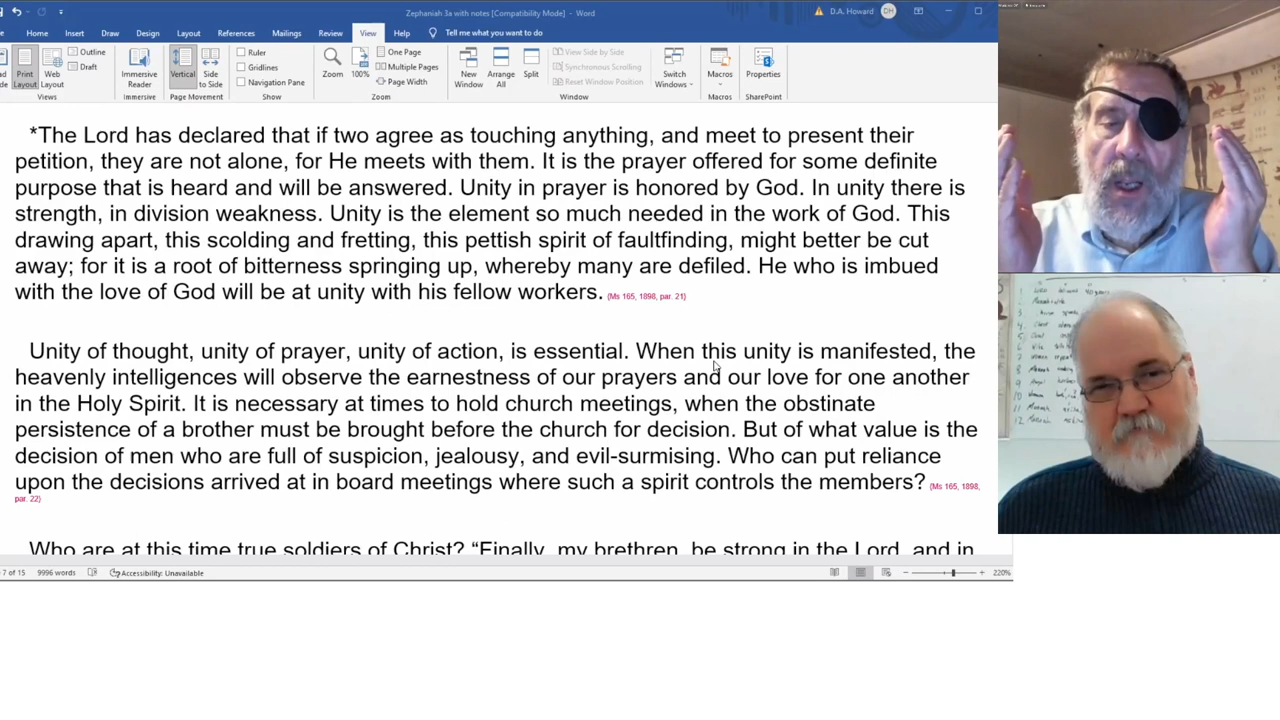 Zephaniah 3a with notes [Compatibility Mode] - Word
D.A. Howard
DH
Home Insert Draw Design Layout References Mailings Review View Help Tell me what you want to do
Print Layout
Web Layout
Outline
Draft
Views
Immersive Reader
Immersive
Vertical
Side to Side
Page Movement
Ruler
Gridlines
Navigation Pane
Show
Zoom
100%
One Page
Multiple Pages
Page Width
Zoom
New Window
Arrange All
Split
View Side by Side
Synchronous Scrolling
Reset Window Position
Window
Switch Windows
Macros
Macros
Properties
SharePoint
*The Lord has declared that if two agree as touching anything, and meet to present their
petition, they are not alone, for He meets with them. It is the prayer offered for some definite
purpose that is heard and will be answered. Unity in prayer is honored by God. In unity there is
strength, in division weakness. Unity is the element so much needed in the work of God. This
drawing apart, this scolding and fretting, this pettish spirit of faultfinding, might better be cut
away; for it is a root of bitterness springing up, whereby many are defiled. He who is imbued
with the love of God will be at unity with his fellow workers. (Ms 165, 1898, par. 21)
Unity of thought, unity of prayer, unity of action, is essential. When this unity is manifested, the
heavenly intelligences will observe the earnestness of our prayers and our love for one another
in the Holy Spirit. It is necessary at times to hold church meetings, when the obstinate
persistence of a brother must be brought before the church for decision. But of what value is the
decision of men who are full of suspicion, jealousy, and evil-surmising. Who can put reliance
upon the decisions arrived at in board meetings where such a spirit controls the members? (Ms 165, 1898,
par. 22)
Who are at this time true soldiers of Christ? “Finally, my brethren, be strong in the Lord, and in
7 of 15 9996 words Accessibility: Unavailable 220%